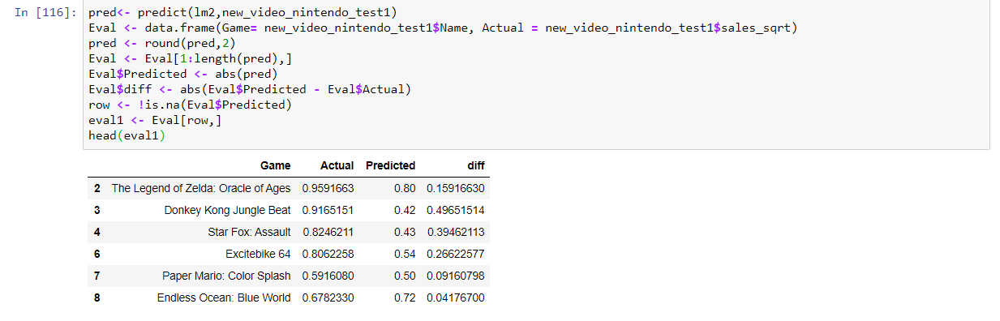 In [116]: pred<- predict(lm2,new_video_nintendo_test1)
Eval <- data.frame(Game= new_video_nintendo_test1$Name, Actual = new_video_nintendo_test1$sales_sqrt)
pred <- round(pred,2)
Eval <- Eval[1:length(pred),]
Eval$Predicted <- abs(pred)
Eval$diff <- abs(Eval$Predicted - Eval$Actual)
row <- !is.na(Eval$Predicted)
eval1 <- Eval[row,]
head(eval1)
Game Actual Predicted diff
2 The Legend of Zelda: Oracle of Ages 0.9591663 0.80 0.15916630
3 Donkey Kong Jungle Beat 0.9165151 0.42 0.49651514
4 Star Fox: Assault 0.8246211 0.43 0.39462113
6 Excitebike 64 0.8062258 0.54 0.26622577
7 Paper Mario: Color Splash 0.5916080 0.50 0.09160798
8 Endless Ocean: Blue World 0.6782330 0.72 0.04176700